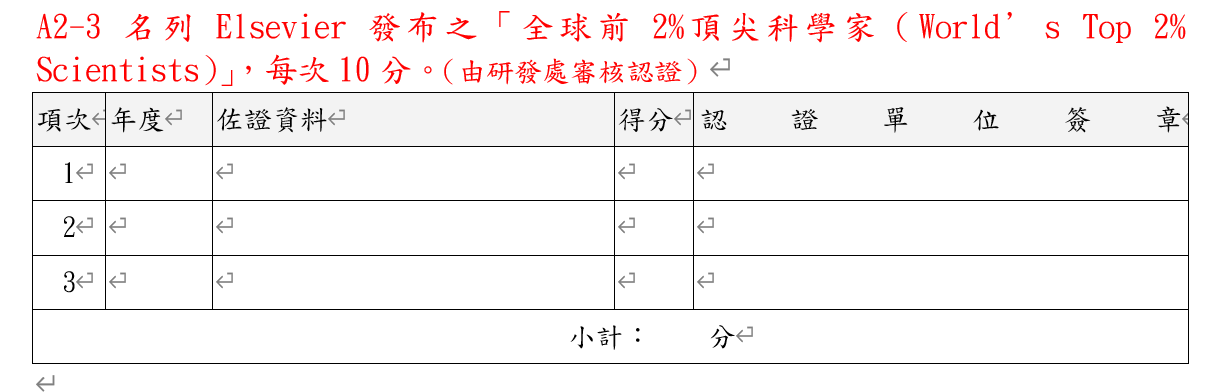 A2-3 名列 Elsevier 發布之「全球前 2%頂尖科學家（World’s Top 2%
Scientists)」，每次 10 分。（由研發處審核認證）
項次 年度 佐證資料 得分 認證單位簽章
1
2
3
小計： 分